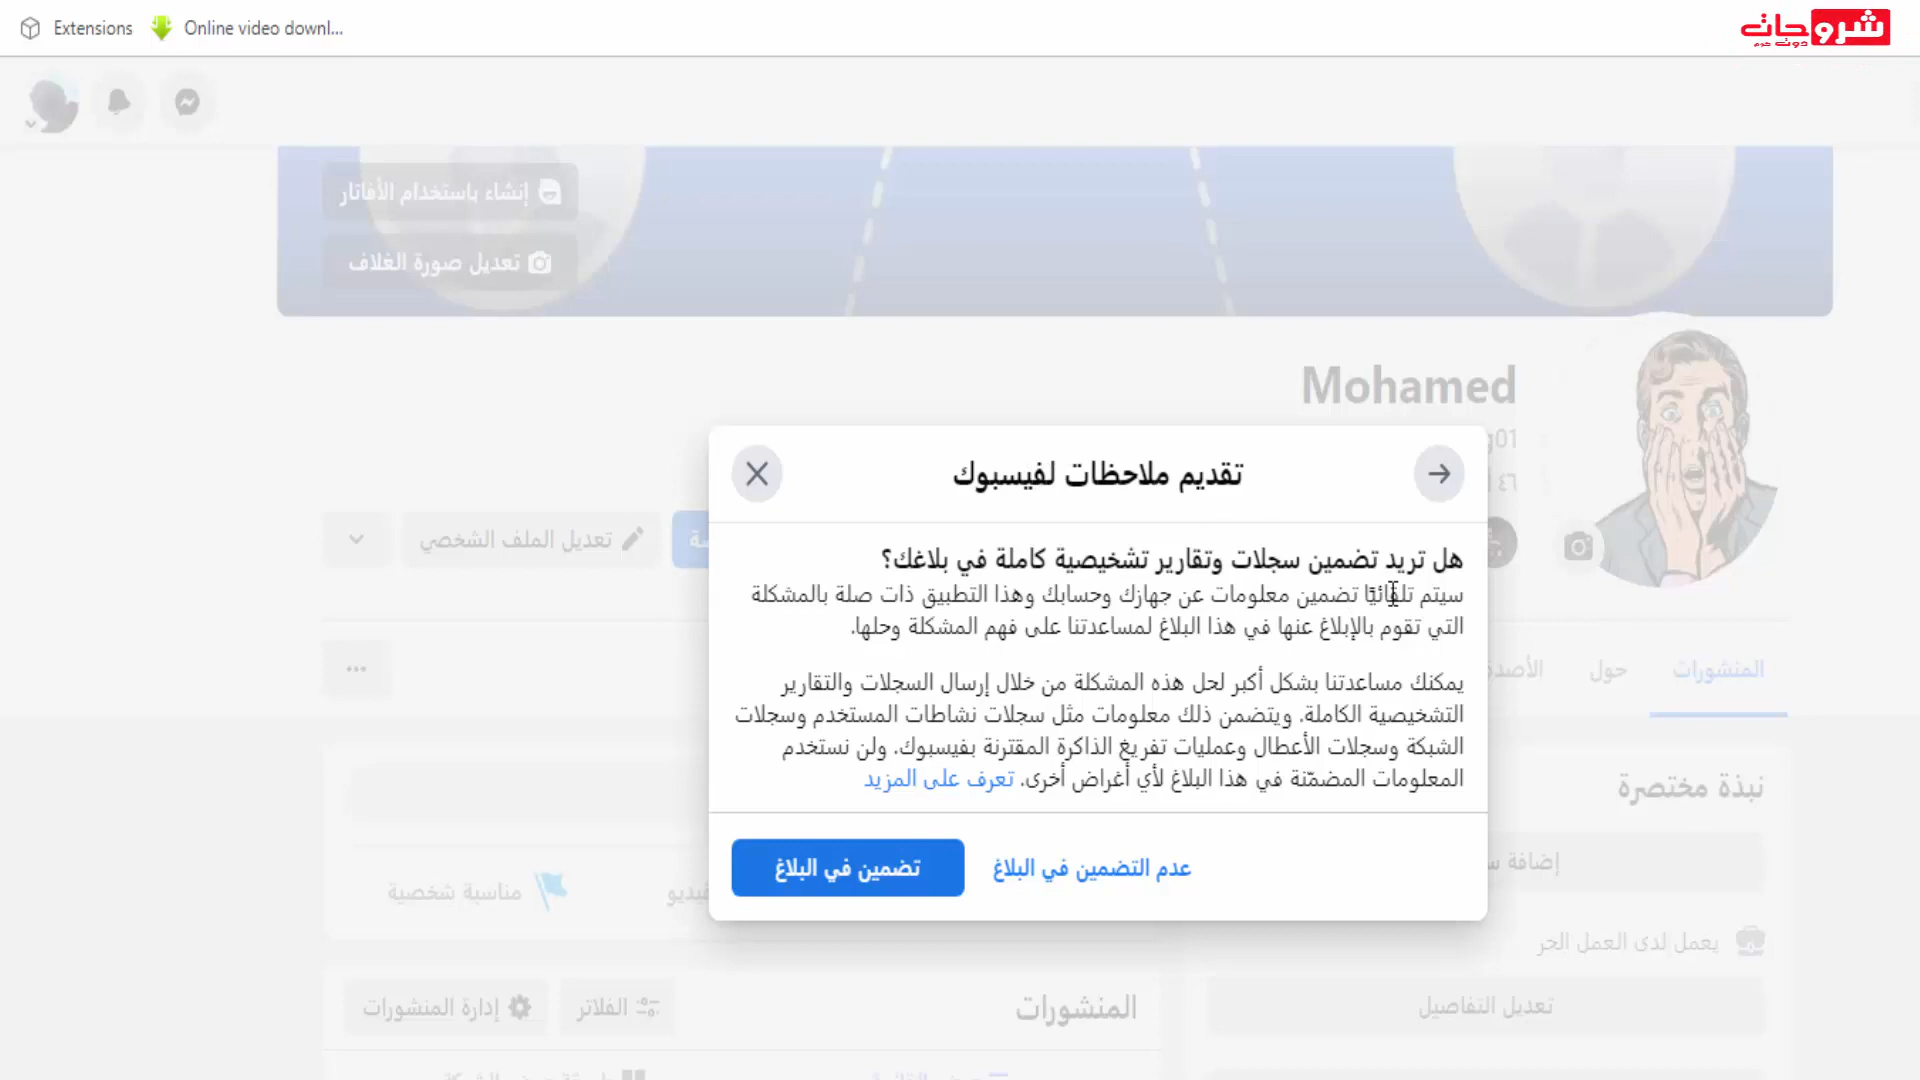 Extensions
Online video downl...
شروحات
دوت كوم
إنشاء باستخدام الأفاتار
تعديل صورة الغلاف
Mohamed
g01
٤٦
تعديل الملف الشخصي
المنشورات
حول
تقديم ملاحظات لفيسبوك
هل تريد تضمين سجلات وتقارير تشخيصية كاملة في بلاغك؟
سيتم تلقائيًا تضمين معلومات عن جهازك وحسابك وهذا التطبيق ذات صلة بالمشكلة
التي تقوم بالإبلاغ عنها في هذا البلاغ لمساعدتنا على فهم المشكلة وحلها.
يمكنك مساعدتنا بشكل أكبر لحل هذه المشكلة من خلال إرسال السجلات والتقارير
التشخيصية الكاملة. ويتضمن ذلك معلومات مثل سجلات نشاطات المستخدم وسجلات
الشبكة وسجلات الأعطال وعمليات تفريغ الذاكرة المقترنة بفيسبوك. ولن نستخدم
المعلومات المضمّنة في هذا البلاغ لأي أغراض أخرى. تعرف على المزيد
عدم التضمين في البلاغ
تضمين في البلاغ
نبذة مختصرة
إضافة
يعمل لدى العمل الحر
تعديل التفاصيل
مناسبة شخصية
المنشورات
الفلاتر
إدارة المنشورات